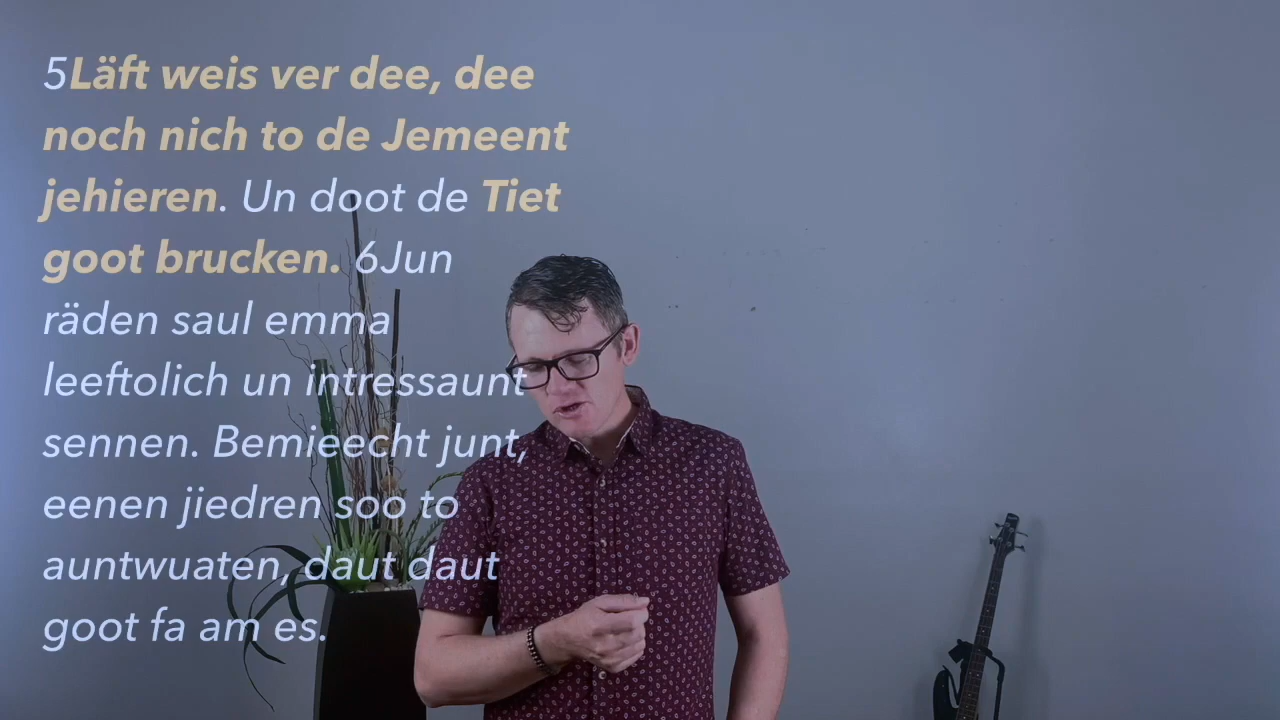 5Läft weis ver dee, dee
noch nich to de Jemeent
jehieren. Un doot de Tiet
goot brucken. 6Jun
räden saul emma
leeftolich un intressaunt
sennen. Bemieecht junt,
eenen jiedren soo to
auntwuaten, daut daut
goot fa am es.